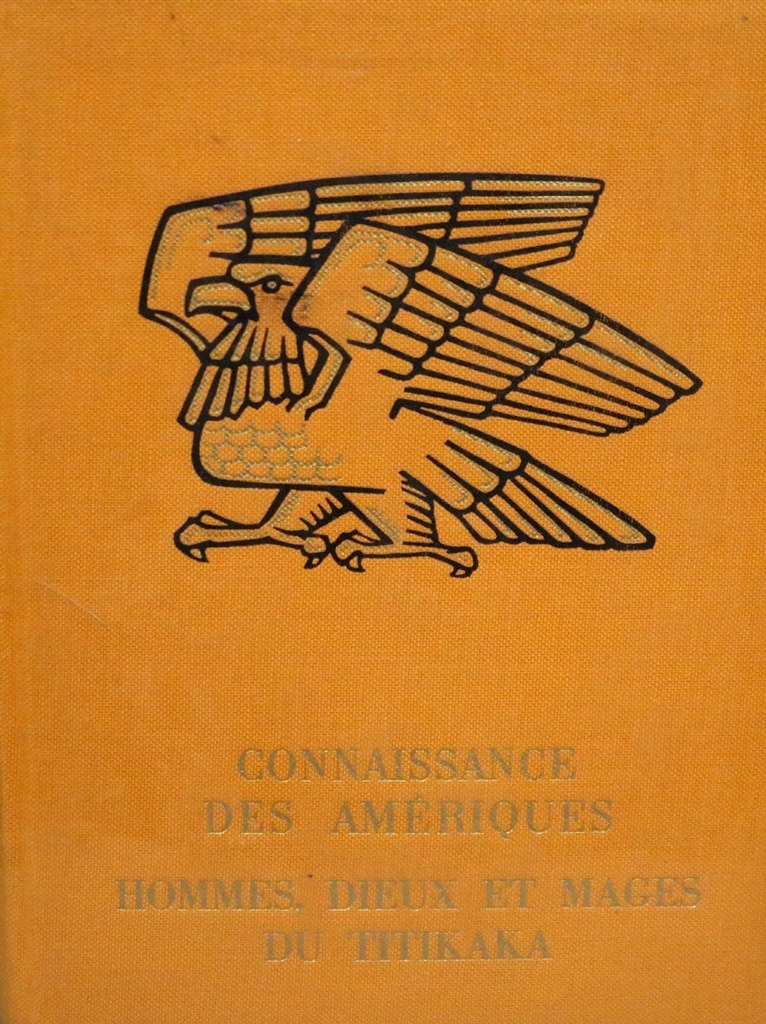 CONNAISSANCE
DES AMÉRIQUES
HOMMES, DIEUX ET MAGES
DU TITIKAKA